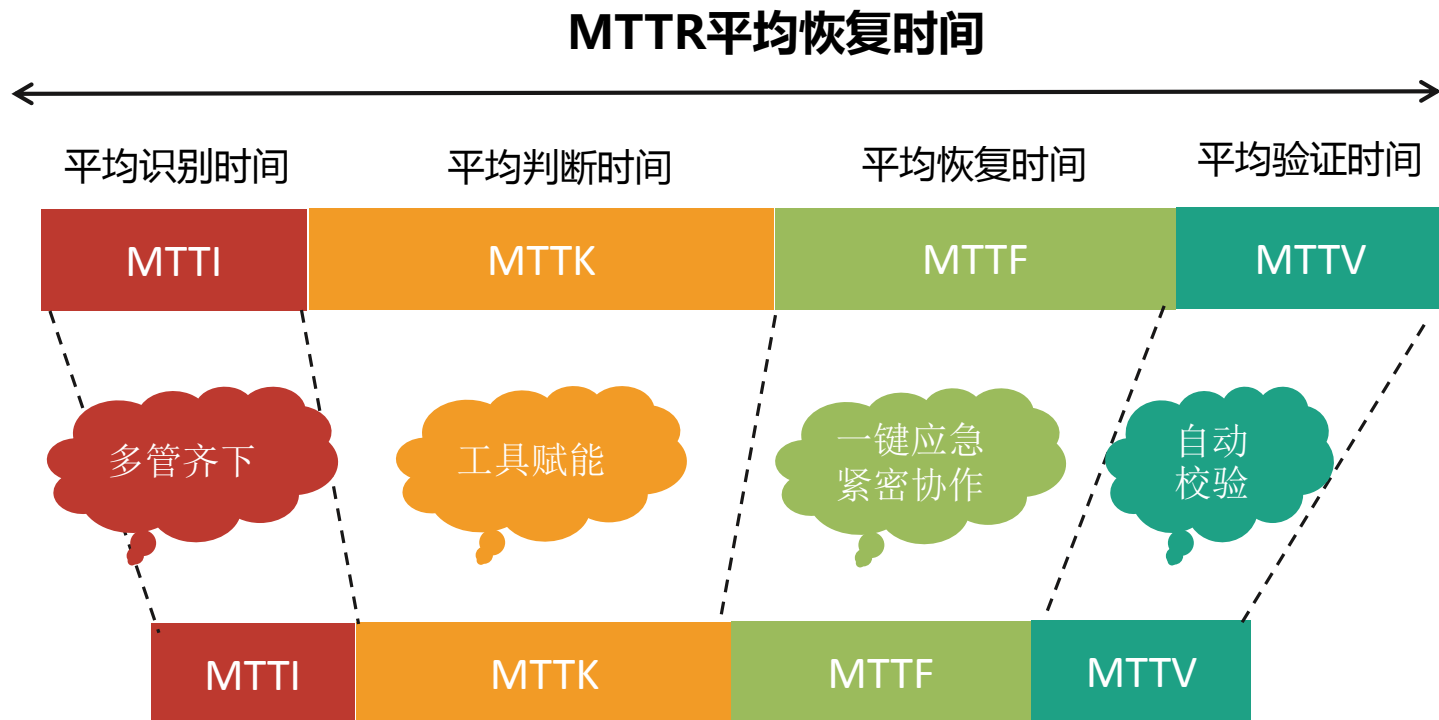 MTTR平均恢复时间
平均识别时间
平均判断时间
平均恢复时间
平均验证时间
MTTI
MTTK
MTTF
MTTV
多管齐下
工具赋能
一键应急
紧密协作
自动
校验
MTTI
MTTK
MTTF
MTTV